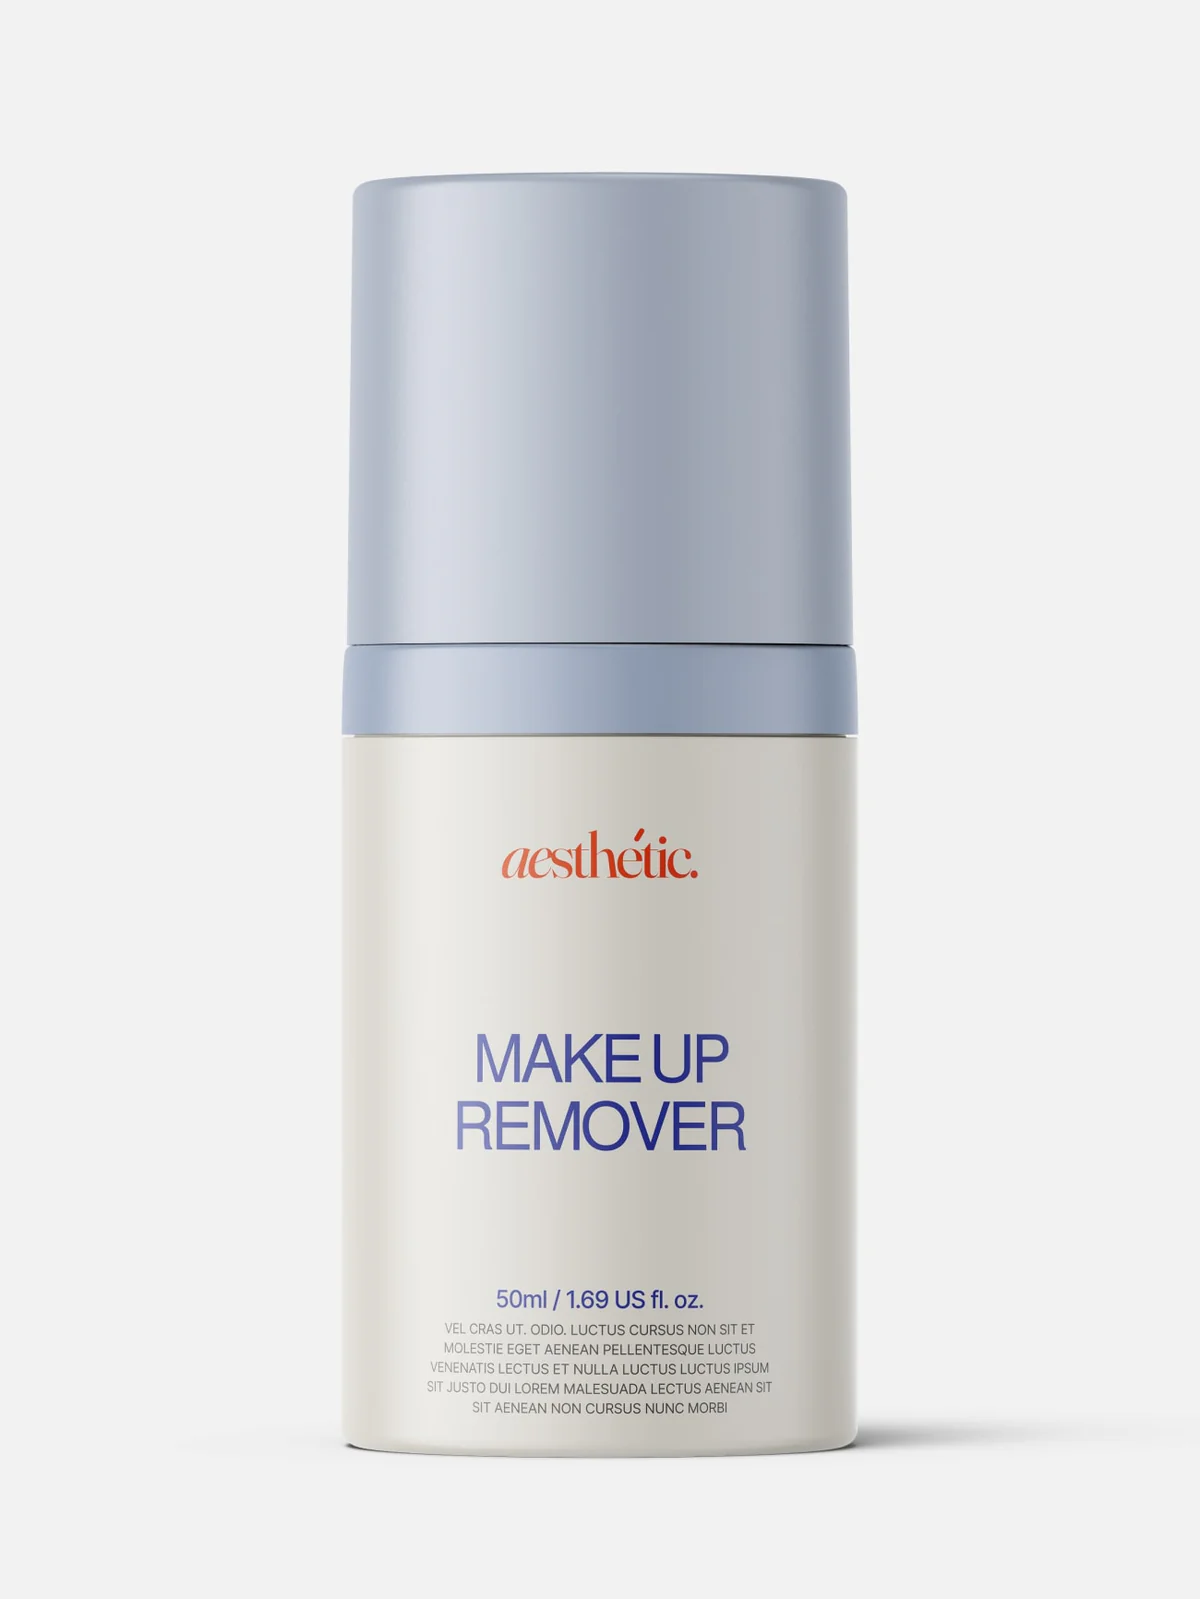 aesthétic.
MAKE UP
REMOVER
50ml / 1.69 US fl. oz.
VEL CRAS UT. ODIO. LUCTUS CURSUS NON SIT ET
MOLESTIE EGET AENEAN PELLENTESQUE LUCTUS
VENENATIS LECTUS ET NULLA LUCTUS LUCTUS IPSUM
SIT JUSTO DUI LOREM MALESUADA LECTUS AENEAN SIT
SIT AENEAN NON CURSUS NUNC MORBI